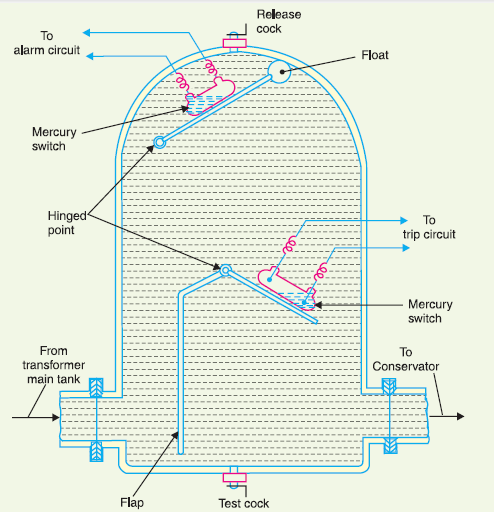 Release
cock
To
alarm circuit
Float
Mercury
switch
Hinged
point
To
trip circuit
Mercury
switch
From
transformer
main tank
To
Conservator
Flap
Test cock